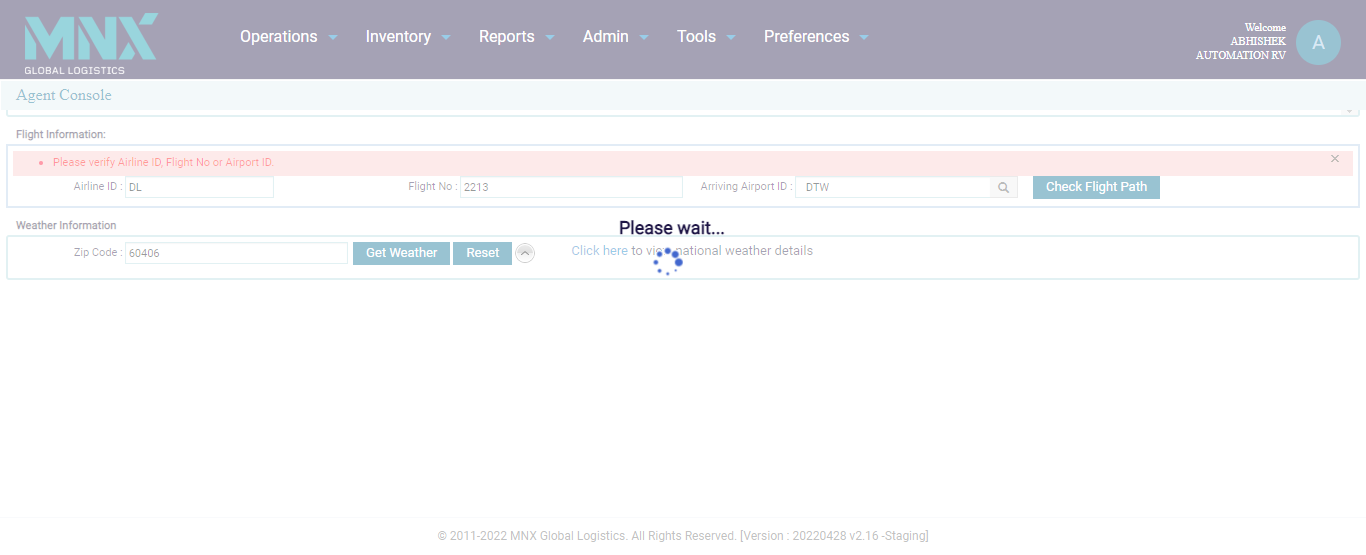 MNX
GLOBAL LOGISTICS
Operations Inventory Reports Admin Tools Preferences
Welcome
ABHISHEK
AUTOMATION RV
A
Agent Console
Flight Information:
Please verify Airline ID, Flight No or Airport ID.
Airline ID : DL Flight No : 2213 Arriving Airport ID : DTW Check Flight Path
Weather Information
Please wait...
Zip Code : 60406 Get Weather Reset Click here to view national weather details
© 2011-2022 MNX Global Logistics. All Rights Reserved. [Version : 20220428 v2.16 -Staging]